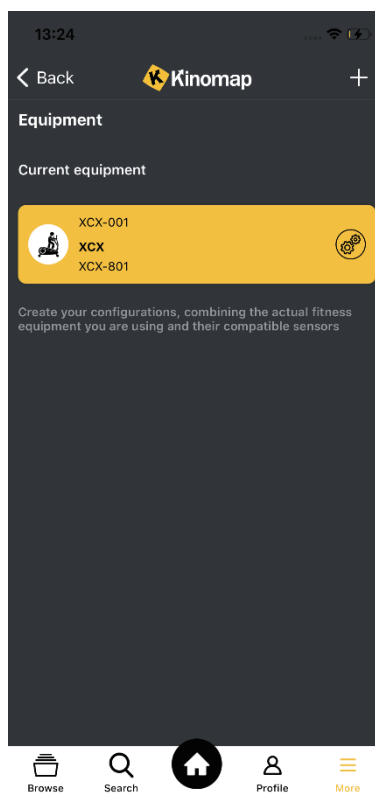 13:24
Back
Kinomap
Equipment
Current equipment
XCX-001
XCX
XCX-801
Create your configurations, combining the actual fitness
equipment you are using and their compatible sensors
Browse
Search
Profile
More